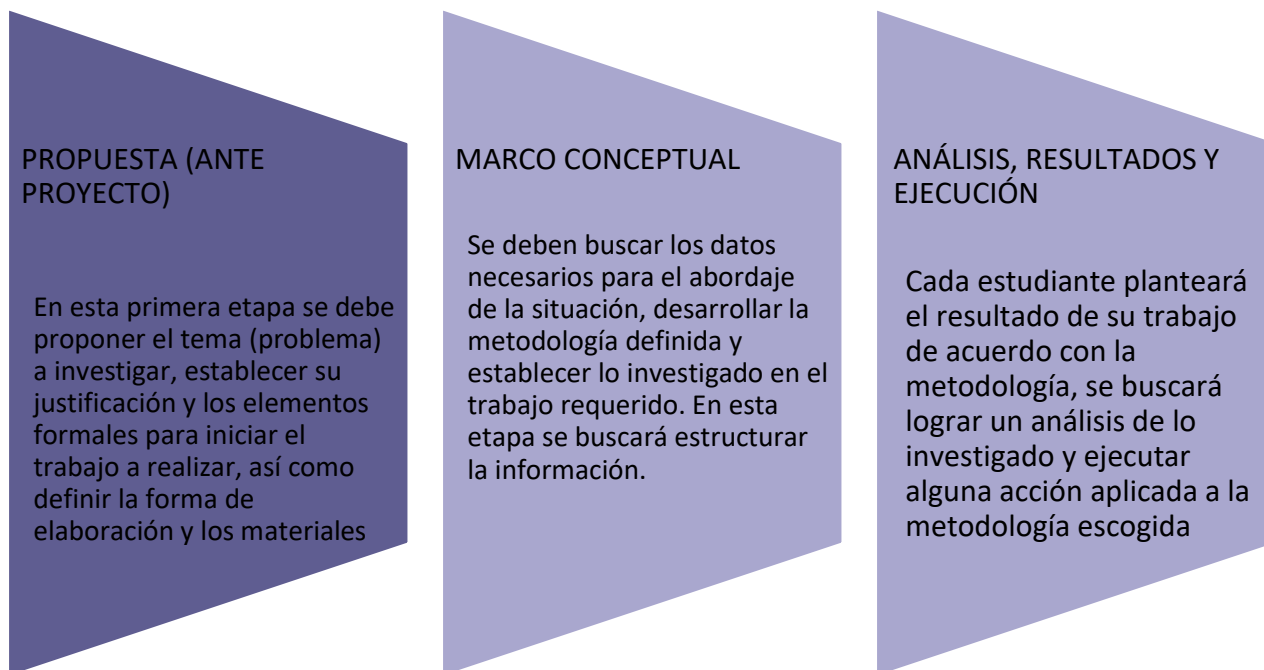 PROPUESTA (ANTE
PROYECTO)
En esta primera etapa se debe
proponer el tema (problema)
a investigar, establecer su
justificación y los elementos
formales para iniciar el
trabajo a realizar, así como
definir la forma de
elaboración y los materiales
MARCO CONCEPTUAL
Se deben buscar los datos
necesarios para el abordaje
de la situación, desarrollar la
metodología definida y
establecer lo investigado en el
trabajo requerido. En esta
etapa se buscará estructurar
la información.
ANÁLISIS, RESULTADOS Y
EJECUCIÓN
Cada estudiante planteará
el resultado de su trabajo
de acuerdo con la
metodología, se buscará
lograr un análisis de lo
investigado y ejecutar
alguna acción aplicada a la
metodología escogida